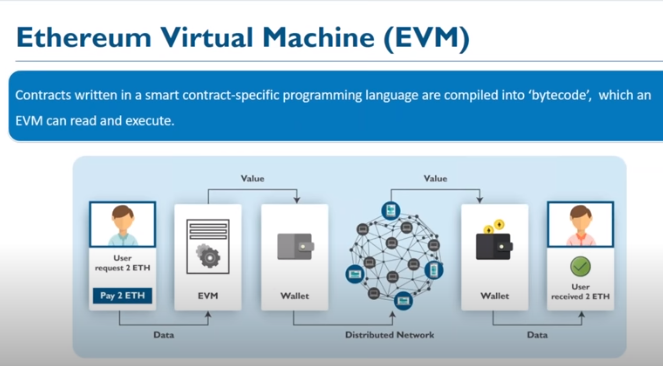 Ethereum Virtual Machine (EVM)
Contracts written in a smart contract-specific programming language are compiled into ‘bytecode’, which an
EVM can read and execute.
Value
Value
User
request 2 ETH
Pay 2 ETH
EVM
Wallet
Wallet
User
received 2 ETH
Data
Distributed Network
Data